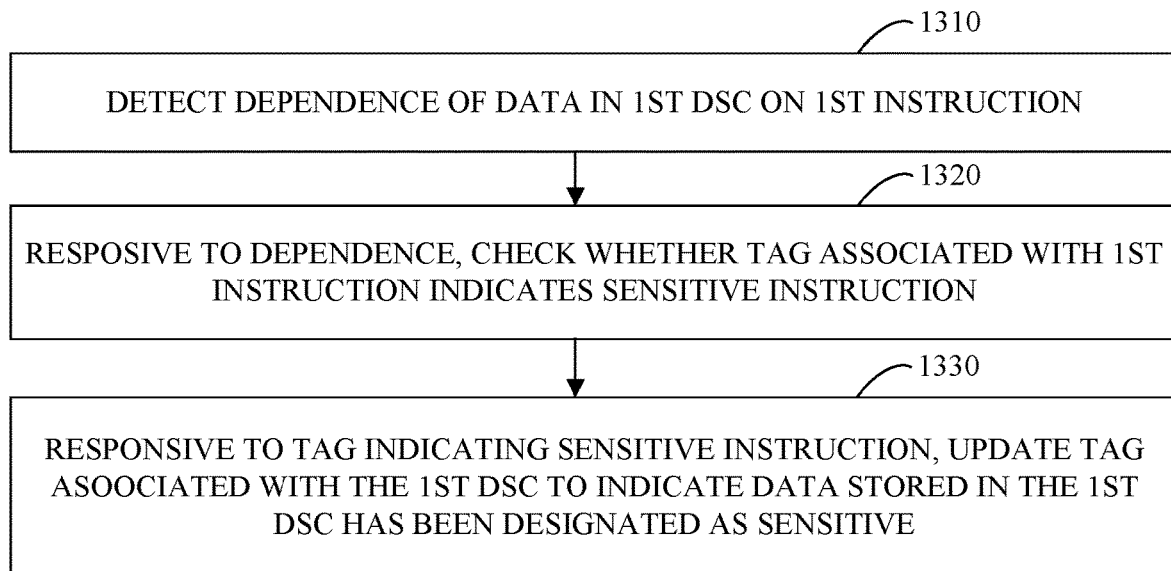 1310
DETECT DEPENDENCE OF DATA IN 1ST DSC ON 1ST INSTRUCTION
1320
RESPOSIVE TO DEPENDENCE, CHECK WHETHER TAG ASSOCIATED WITH 1ST
INSTRUCTION INDICATES SENSITIVE INSTRUCTION
1330
RESPONSIVE TO TAG INDICATING SENSITIVE INSTRUCTION, UPDATE TAG
ASOOCIATED WITH THE 1ST DSC TO INDICATE DATA STORED IN THE 1ST
DSC HAS BEEN DESIGNATED AS SENSITIVE